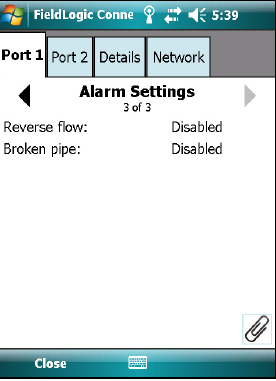 FieldLogic Conne 5:39
Port 1 Port 2 Details Network
Alarm Settings
3 of 3
Reverse flow: Disabled
Broken pipe: Disabled
Close